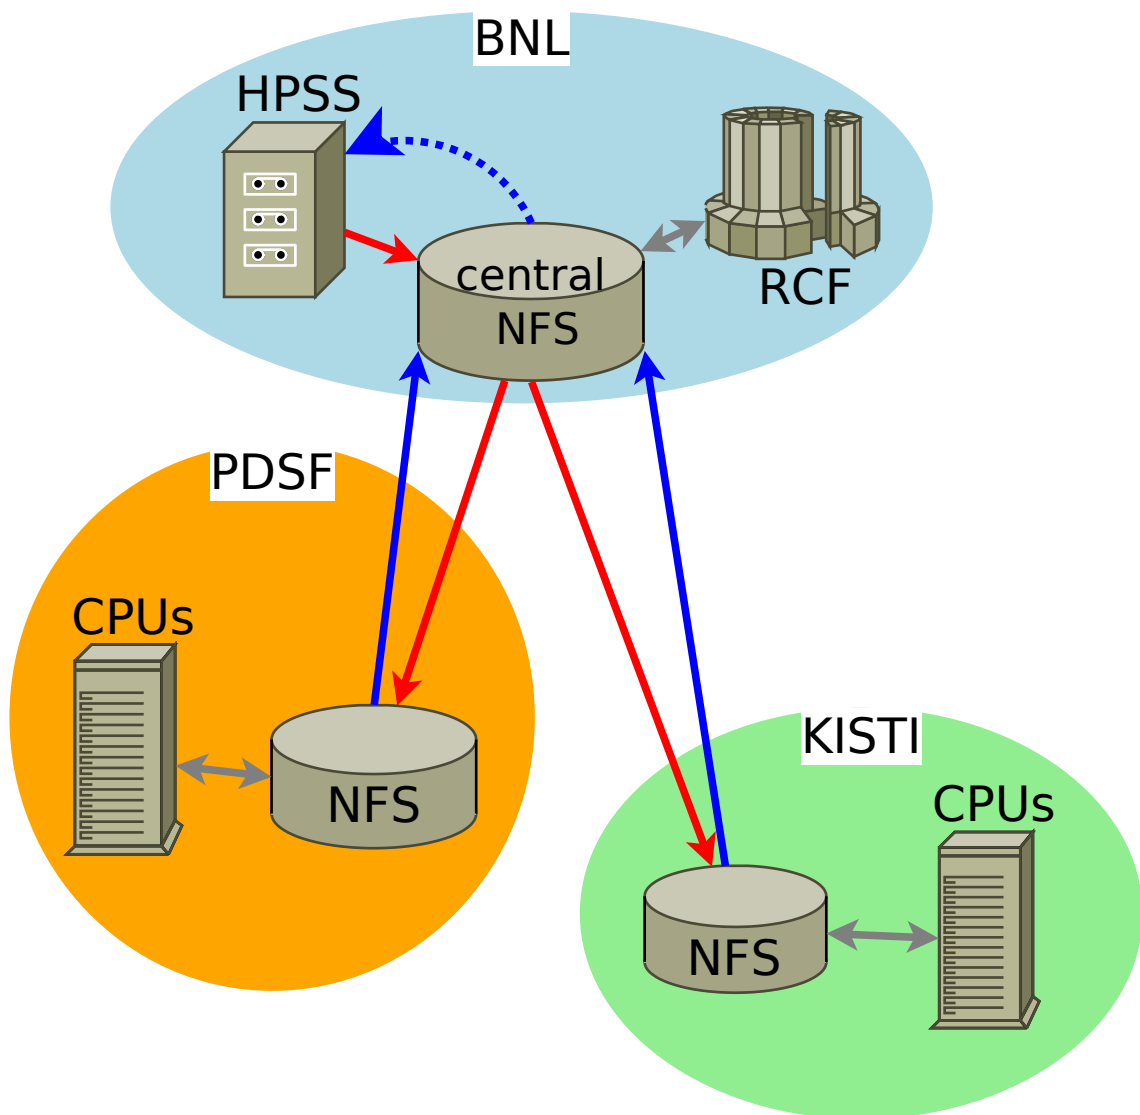 BNL
HPSS
RCF
central
NFS
PDSF
CPUs
NFS
KISTI
CPUs
NFS